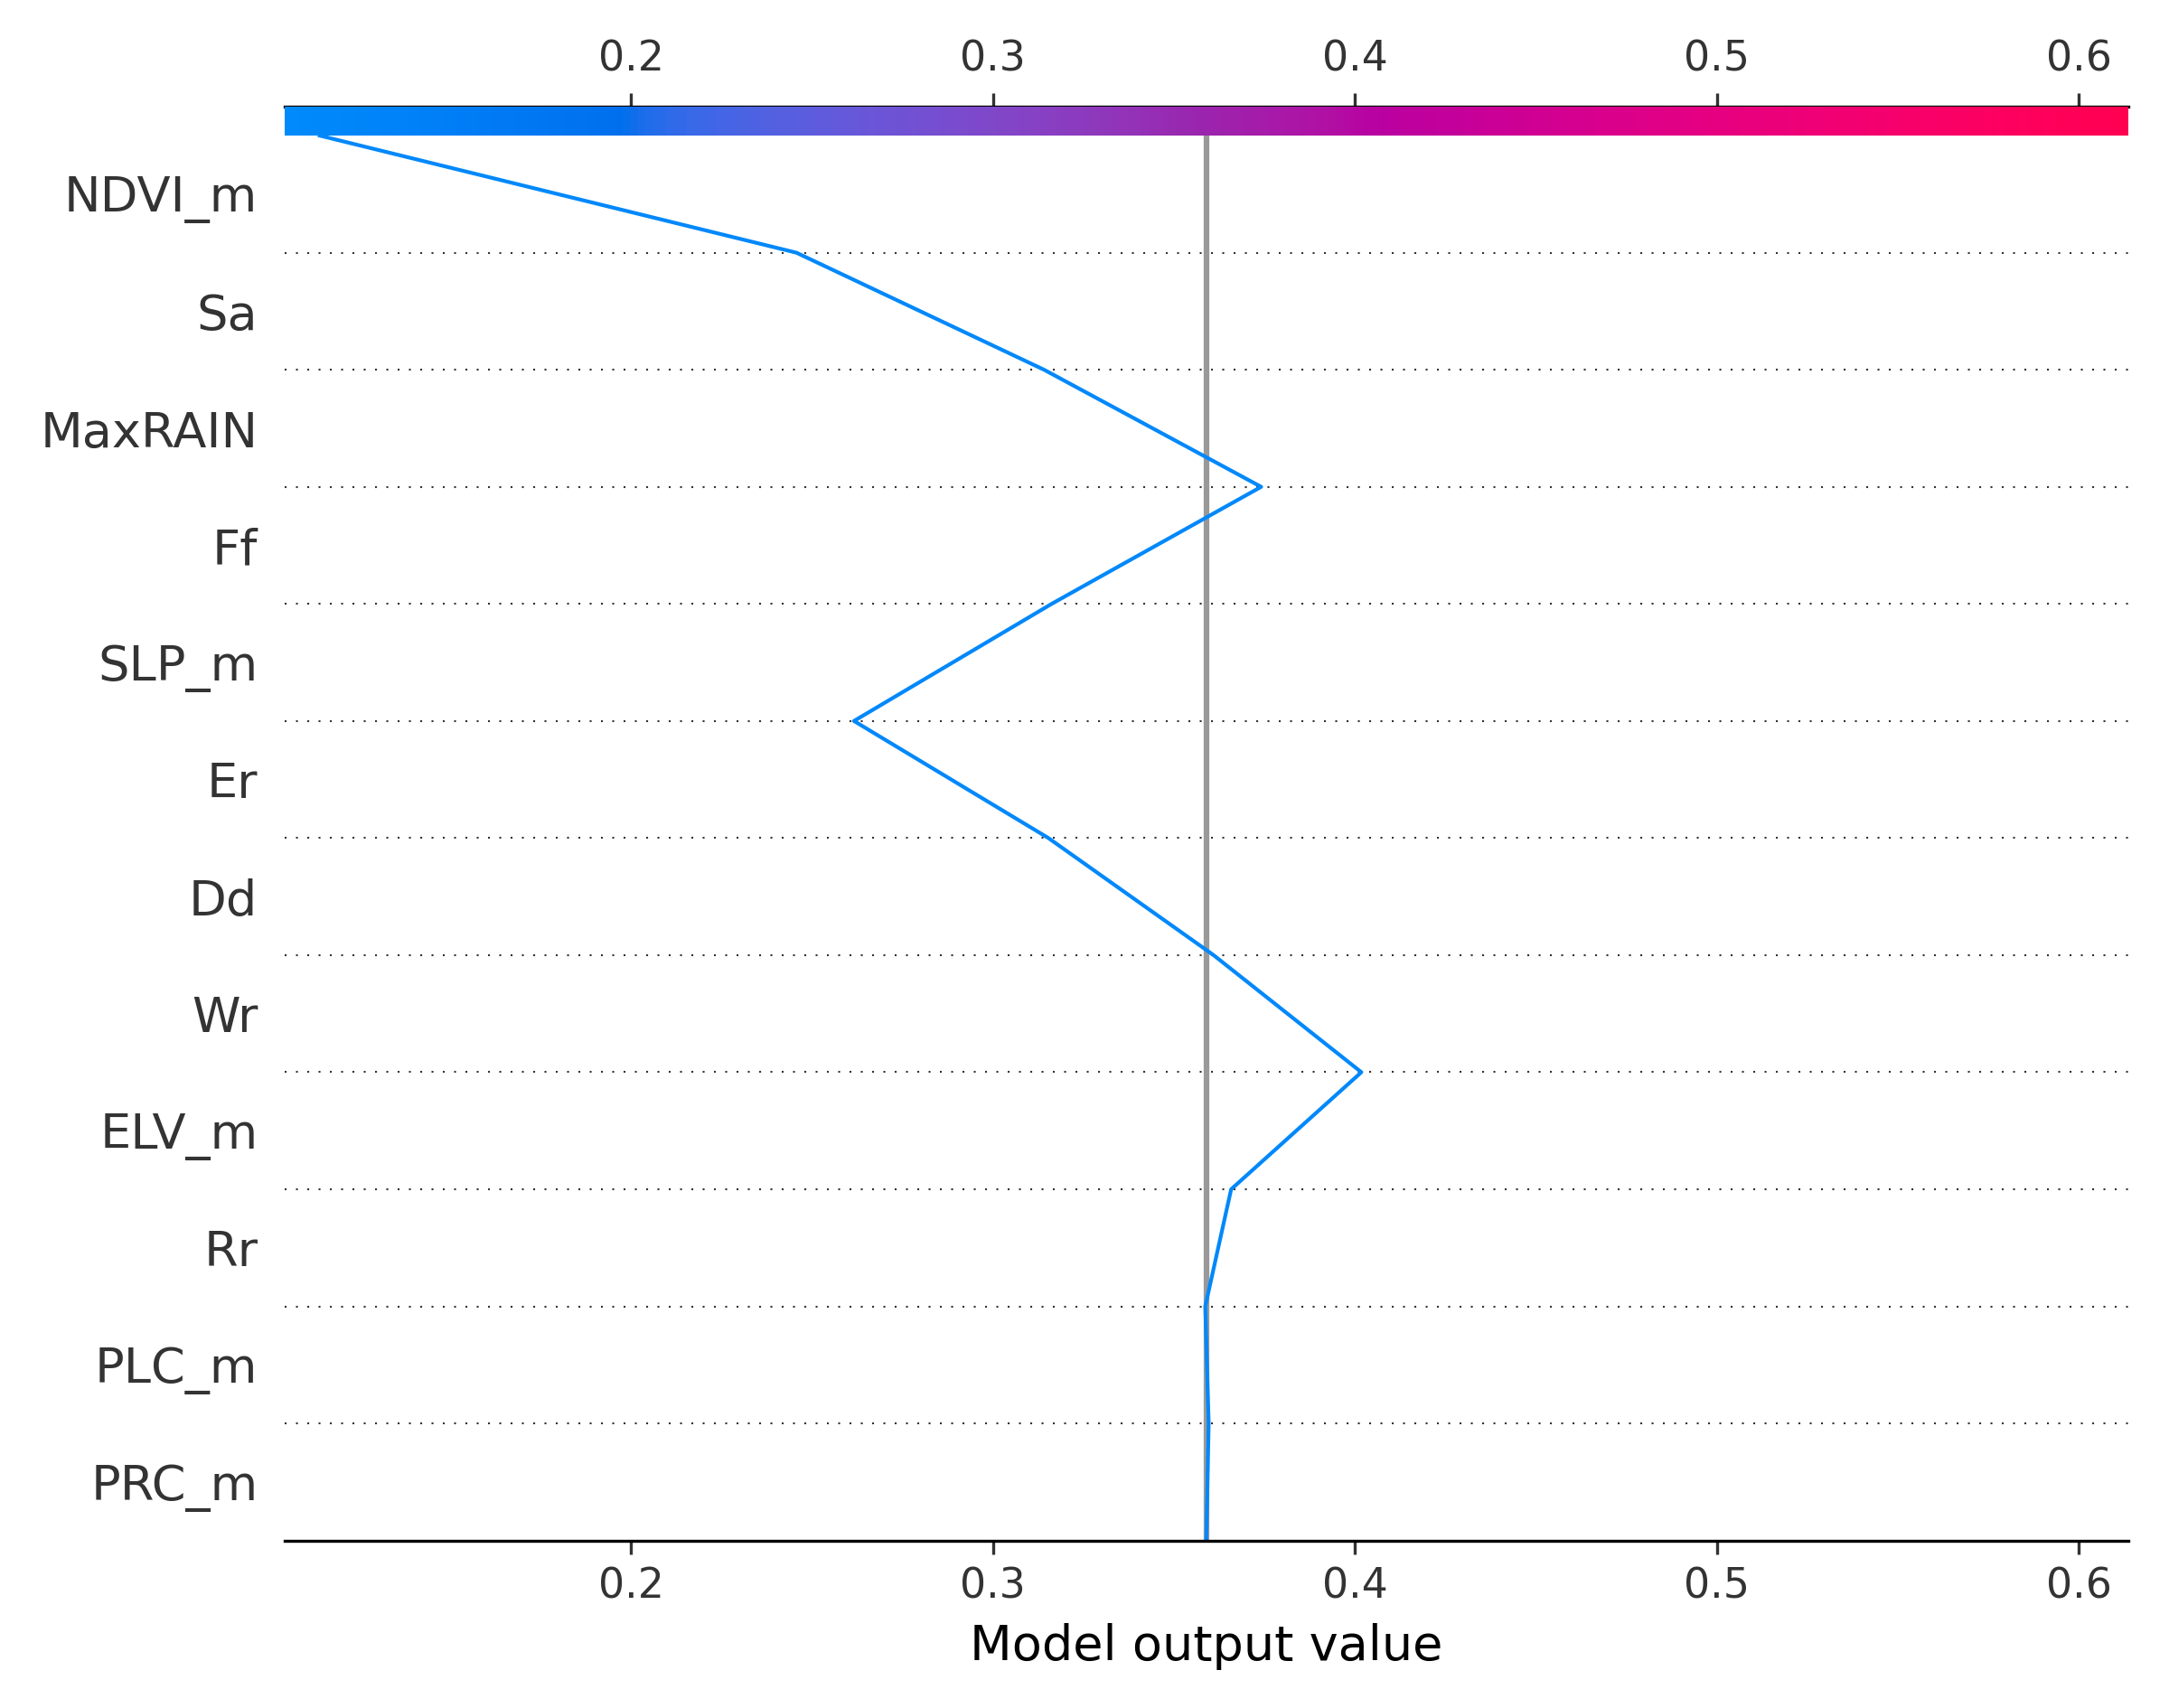 0.2 0.3 0.4 0.5 0.6
NDVI_m
Sa
MaxRAIN
Ff
SLP_m
Er
Dd
Wr
ELV_m
Rr
PLC_m
PRC_m
0.2 0.3 0.4 0.5 0.6
Model output value